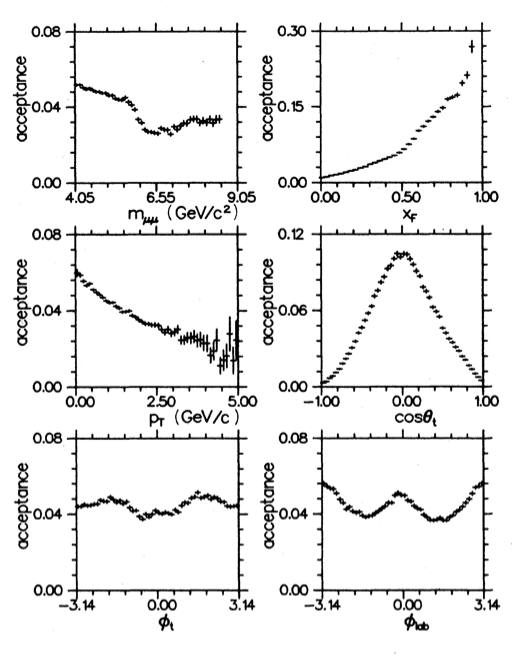 0.08
acceptance
0.04
0.00
4.05 6.55 9.05
m_μμ (GeV/c²)
0.30
acceptance
0.15
0.00
0.00 0.50 1.00
x_F
0.08
acceptance
0.04
0.00
0.00 2.50 5.00
p_T (GeV/c)
0.12
acceptance
0.06
0.00
-1.00 0.00 1.00
cosθ_t
0.08
acceptance
0.04
0.00
-3.14 0.00 3.14
ϕ_t
0.08
acceptance
0.04
0.00
-3.14 0.00 3.14
ϕ_lab